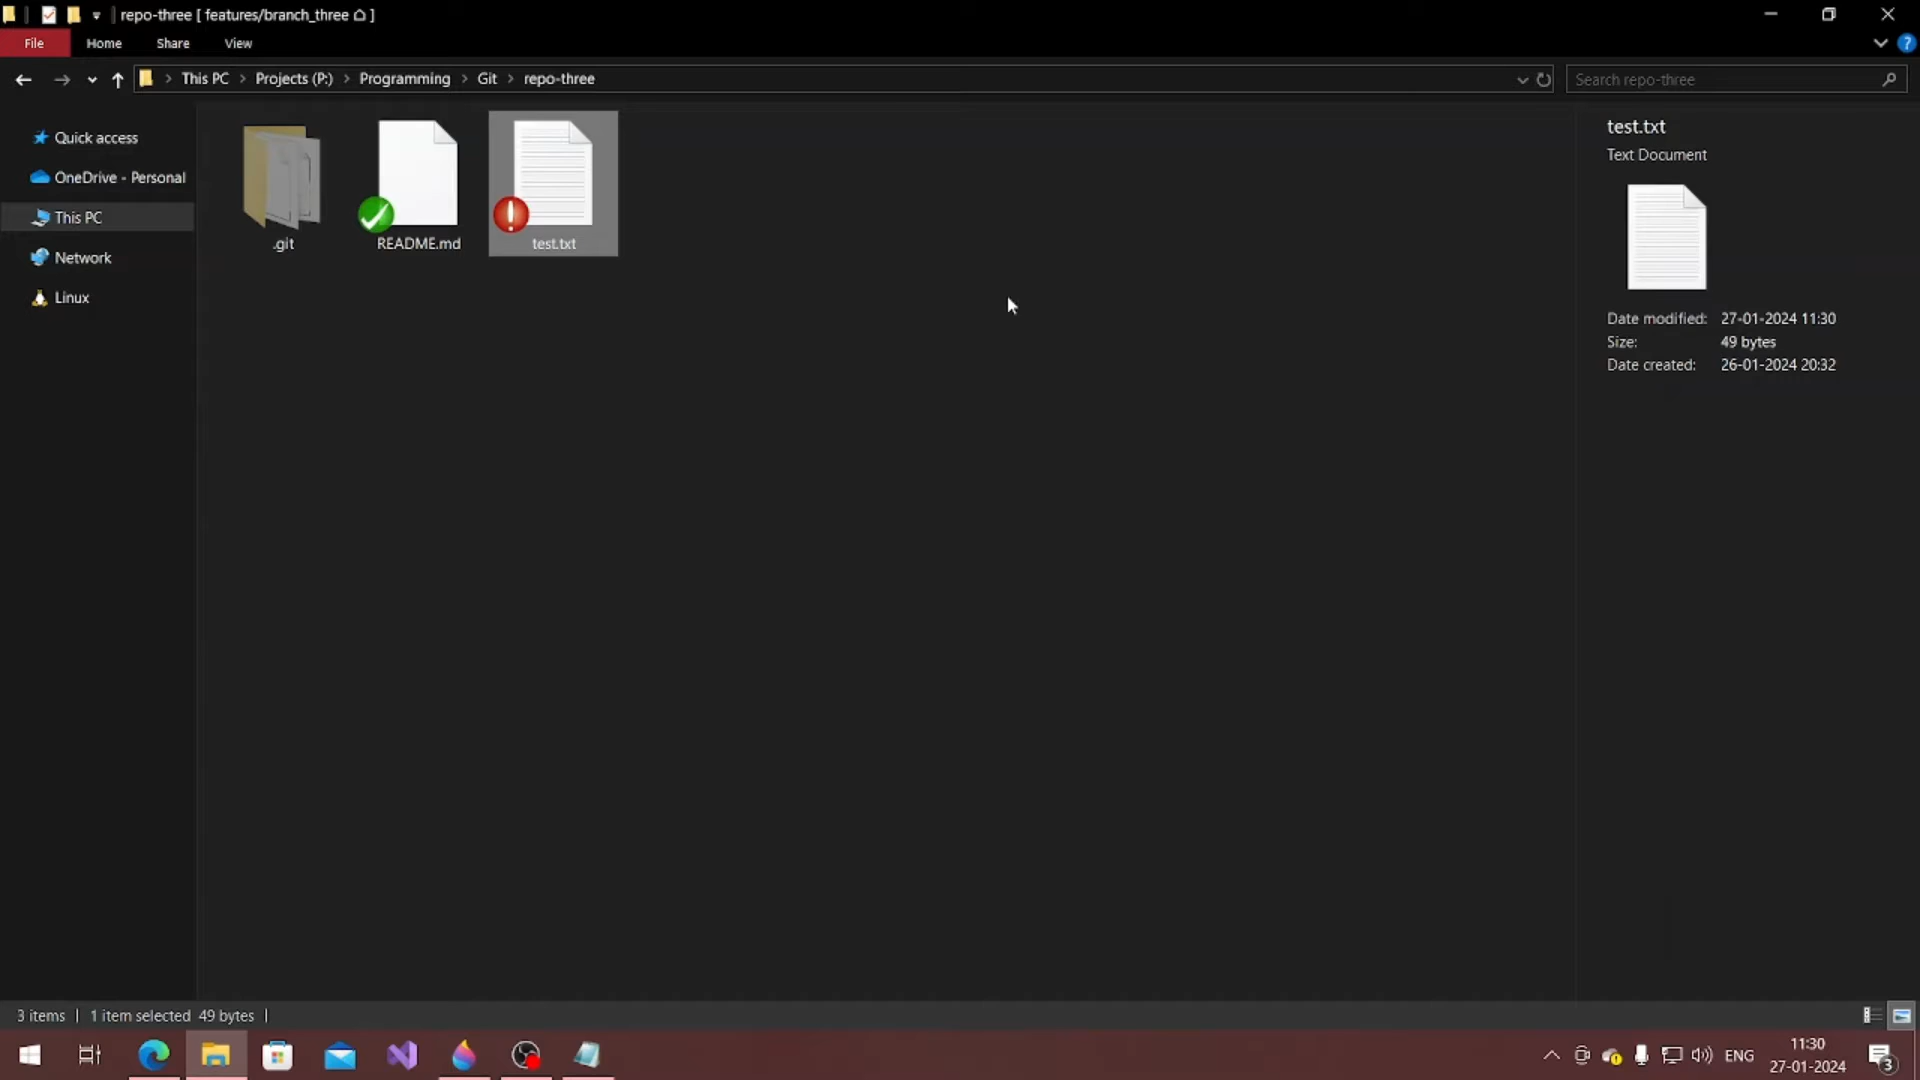 repo-three [ features/branch_three ⌂ ]
File Home Share View
This PC > Projects (P:) > Programming > Git > repo-three
Search repo-three
Quick access
OneDrive - Personal
This PC
Network
Linux
.git
README.md
test.txt
test.txt
Text Document
Date modified: 27-01-2024 11:30
Size: 49 bytes
Date created: 26-01-2024 20:32
3 items | 1 item selected 49 bytes |
ENG
11:30
27-01-2024
3